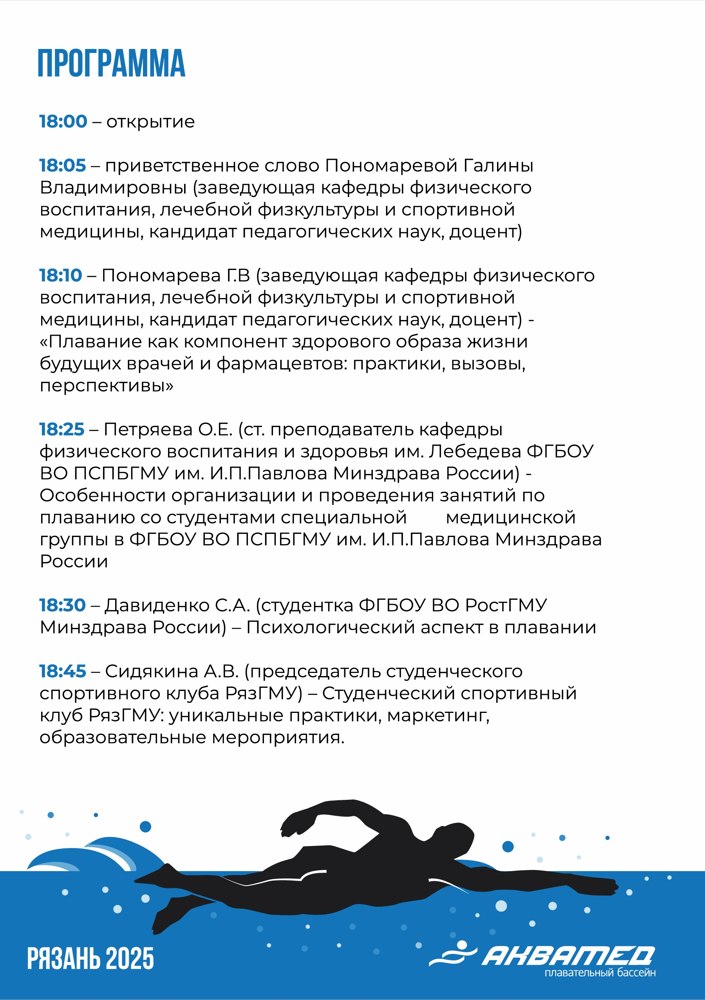 ПРОГРАММА
18:00 – открытие
18:05 – приветственное слово Пономаревой Галины
Владимировны (заведующая кафедры физического
воспитания, лечебной физкультуры и спортивной
медицины, кандидат педагогических наук, доцент)
18:10 – Пономарева Г.В (заведующая кафедры физического
воспитания, лечебной физкультуры и спортивной
медицины, кандидат педагогических наук, доцент) -
«Плавание как компонент здорового образа жизни
будущих врачей и фармацевтов: практики, вызовы,
перспективы»
18:25 – Петряева О.Е. (ст. преподаватель кафедры
физического воспитания и здоровья им. Лебедева ФГБОУ
ВО ПСПБГМУ им. И.П.Павлова Минздрава России) -
Особенности организации и проведения занятий по
плаванию со студентами специальной медицинской
группы в ФГБОУ ВО ПСПБГМУ им. И.П.Павлова Минздрава
России
18:30 – Давиденко С.А. (студентка ФГБОУ ВО РостГМУ
Минздрава России) – Психологический аспект в плавании
18:45 – Сидякина А.В. (председатель студенческого
спортивного клуба РязГМУ) – Студенческий спортивный
клуб РязГМУ: уникальные практики, маркетинг,
образовательные мероприятия.
РЯЗАНЬ 2025
АКВАМЕД
плавательный бассейн